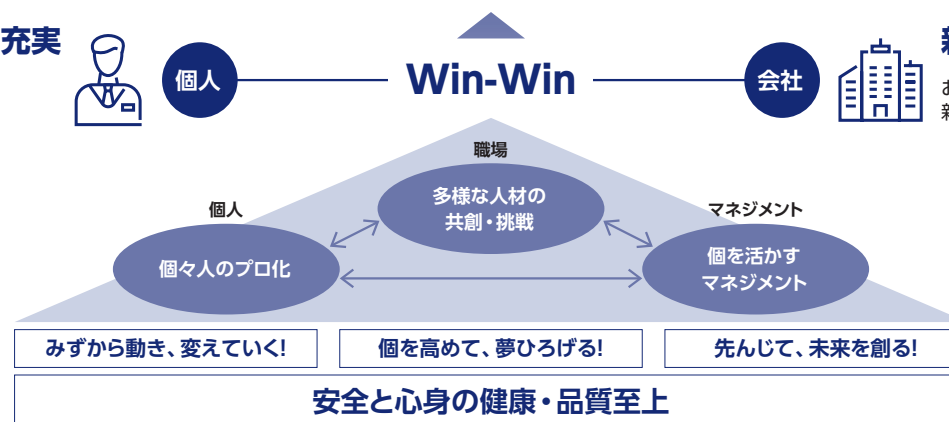 充実
個人
Win-Win
会社
職場
多様な人材の
共創・挑戦
個人
個々人のプロ化
マネジメント
個を活かす
マネジメント
みずから動き、変えていく!
個を高めて、夢ひろげる!
先んじて、未来を創る!
安全と心身の健康・品質至上